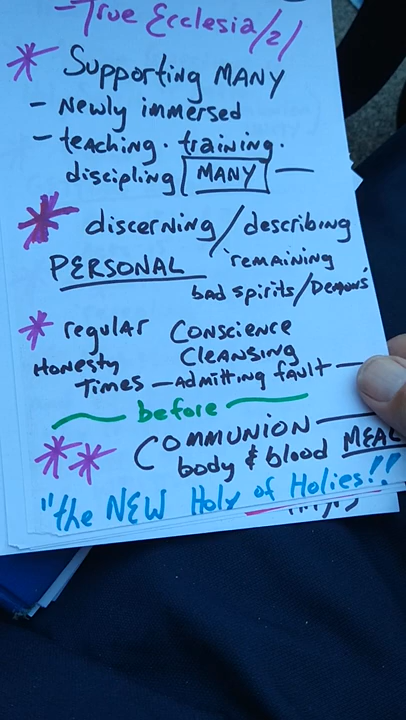 - True Ecclesia/2/
* Supporting MANY
- Newly immersed
- teaching. training.
discipling MANY —
* discerning/describing
PERSONAL "remaining
bad spirits/Demons"
* regular Conscience
Honesty CLEANSING
Times - Admitting fault —
~ before ~
** COMMUNION —
body & blood MEAL
"the NEW Holy of Holies!!